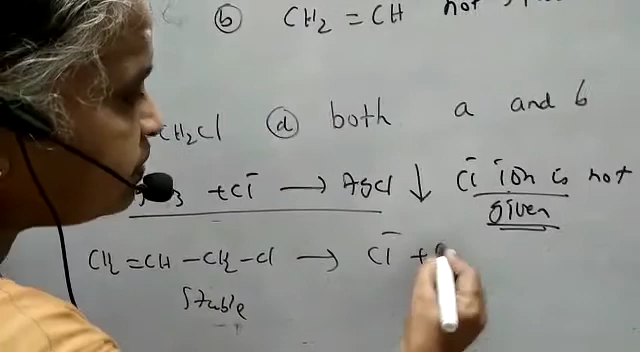 (b) CH₂ = CH not
CH₂Cl (d) both a and b
+Cl⁻ → AgCl ↓ Cl⁻ ion is not
given
CH₂=CH – CH₂ – Cl → Cl⁻ +
Stable